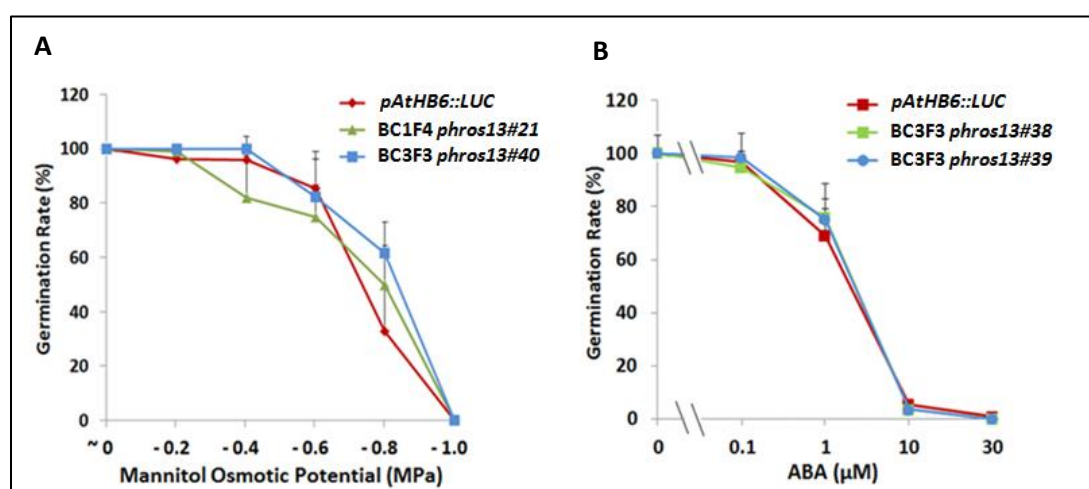 A
120
100
80
60
40
20
0
Germination Rate (%)
pAtHB6::LUC
BC1F4 phros13#21
BC3F3 phros13#40
~ 0
- 0.2
- 0.4
- 0.6
- 0.8
- 1.0
Mannitol Osmotic Potential (MPa)
B
120
100
80
60
40
20
0
Germination Rate (%)
pAtHB6::LUC
BC3F3 phros13#38
BC3F3 phros13#39
0
0.1
1
10
30
ABA (μM)